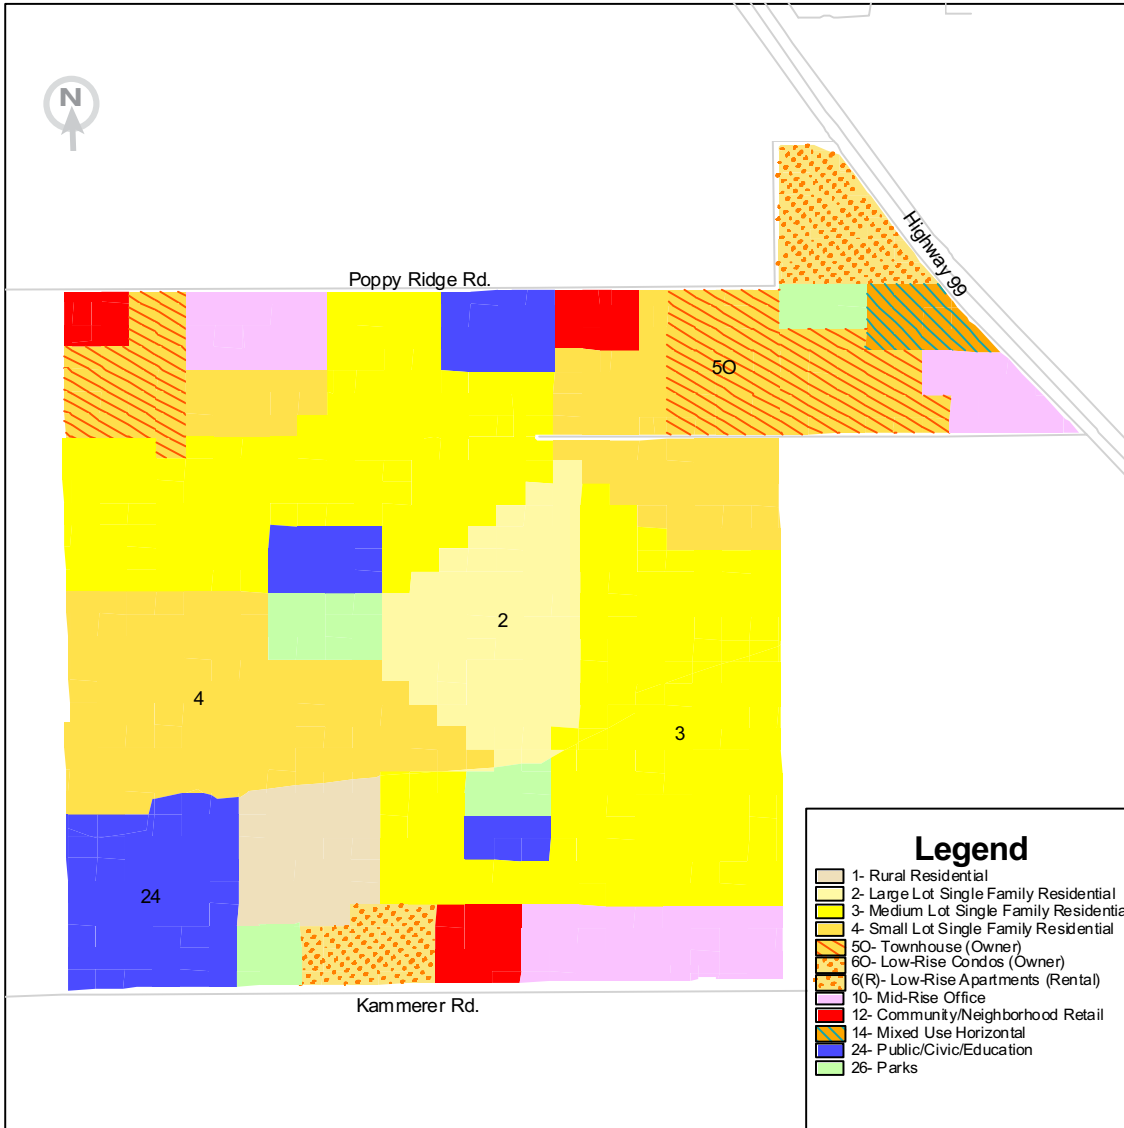 N
Highway 99
Poppy Ridge Rd.
5O
2
4
3
24
Kammerer Rd.
Legend
1- Rural Residential
2- Large Lot Single Family Residential
3- Medium Lot Single Family Residentia
4- Small Lot Single Family Residential
5O- Townhouse (Owner)
6O- Low-Rise Condos (Owner)
6(R)- Low-Rise Apartments (Rental)
10- Mid-Rise Office
12- Community/Neighborhood Retail
14- Mixed Use Horizontal
24- Public/Civic/Education
26- Parks